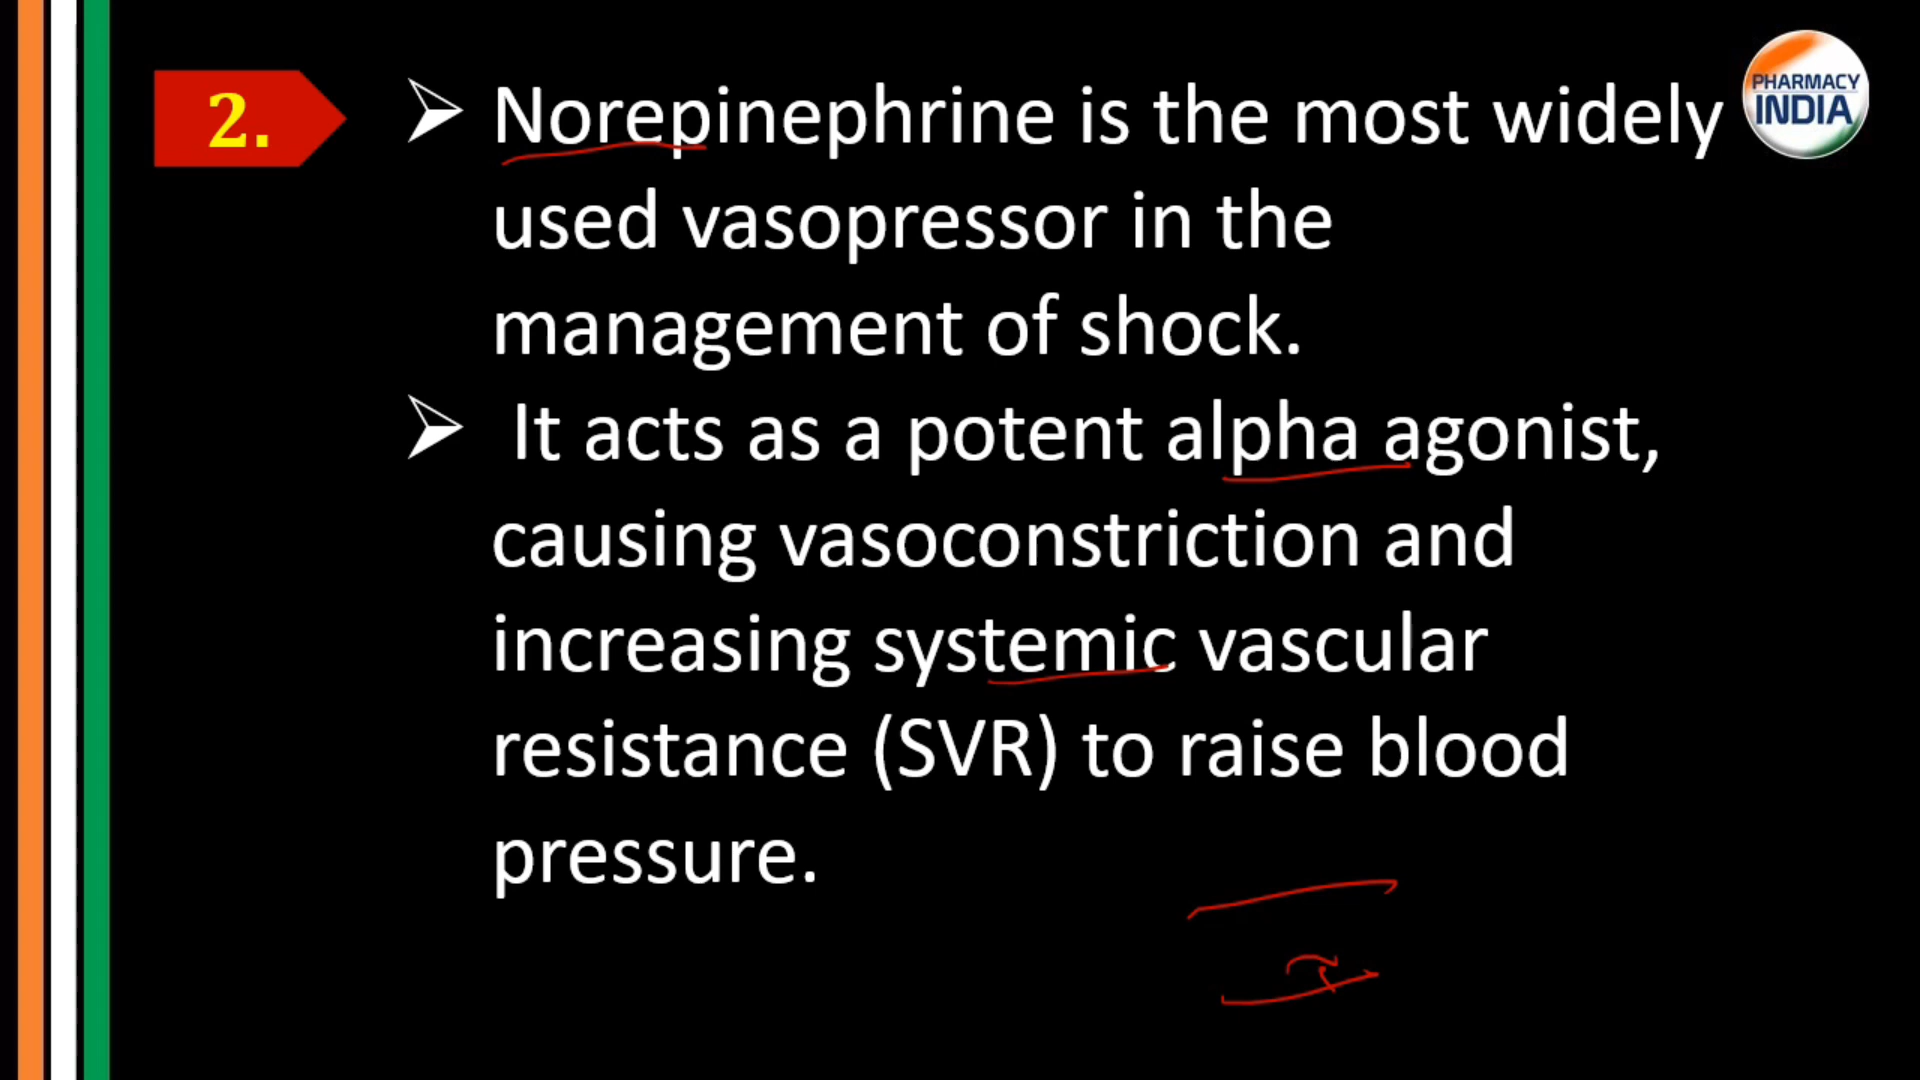 2.
➢ Norepinephrine is the most widely
used vasopressor in the
management of shock.
➢ It acts as a potent alpha agonist,
causing vasoconstriction and
increasing systemic vascular
resistance (SVR) to raise blood
pressure.
PHARMACY
INDIA